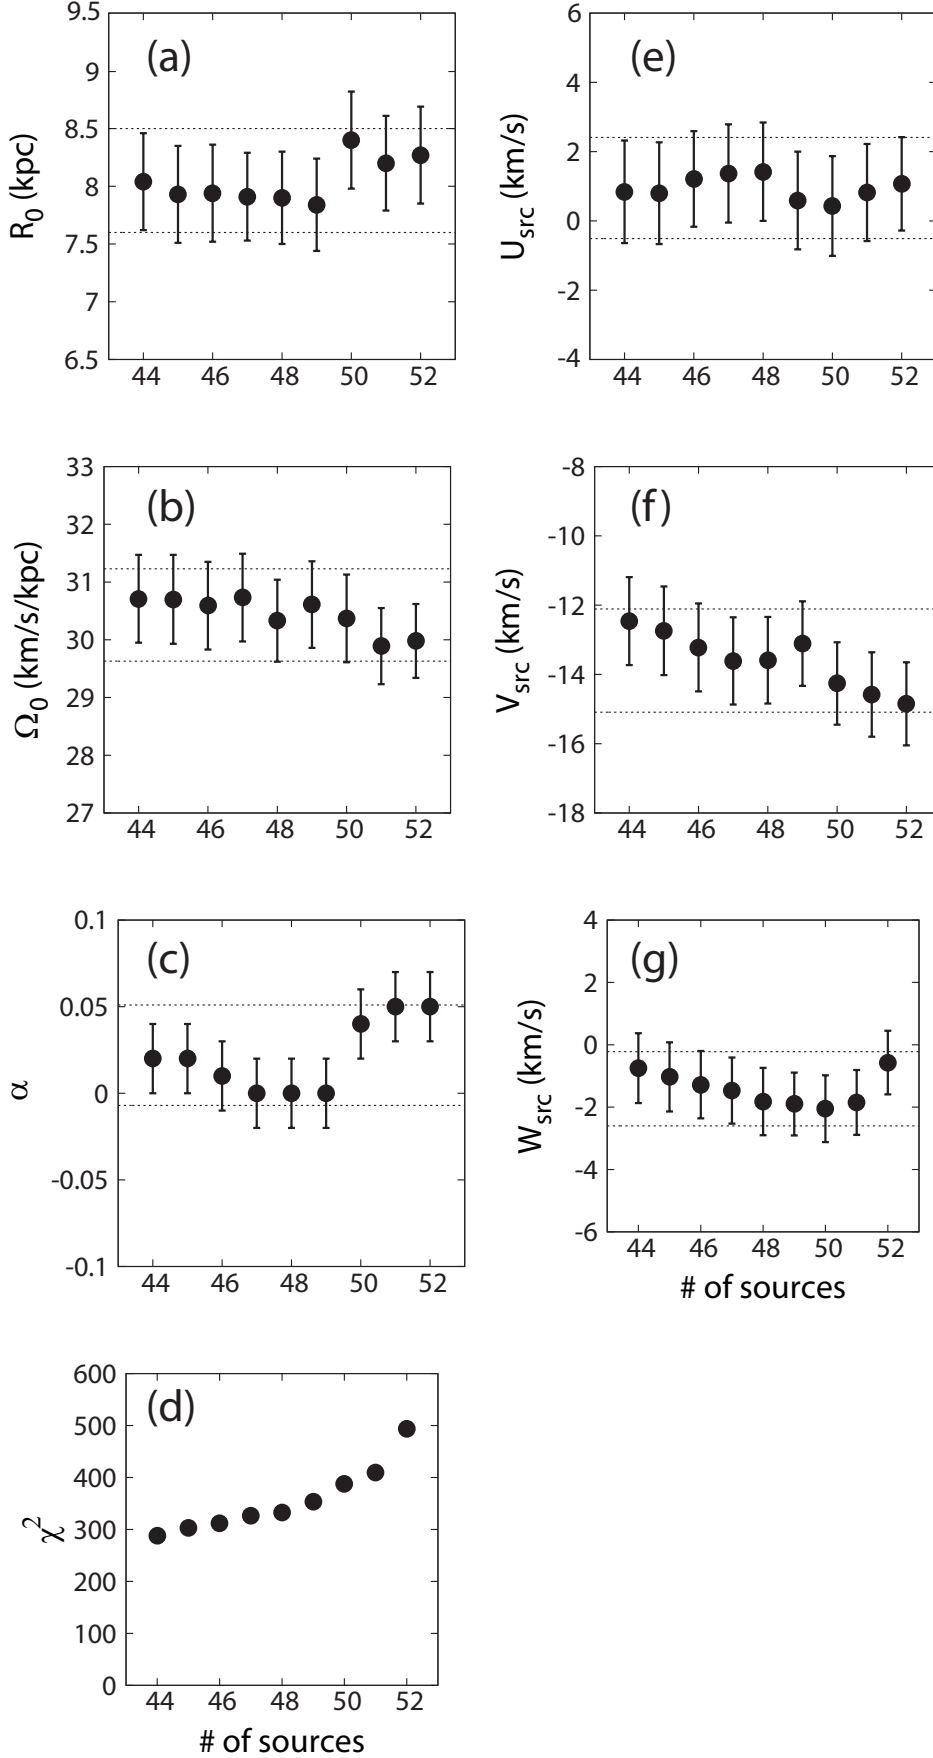 (a)
R0 (kpc)
9.5
9
8.5
8
7.5
7
6.5
44 46 48 50 52
(e)
Usrc (km/s)
6
4
2
0
-2
-4
44 46 48 50 52
(b)
Ω0 (km/s/kpc)
33
32
31
30
29
28
27
44 46 48 50 52
(f)
Vsrc (km/s)
-8
-10
-12
-14
-16
-18
44 46 48 50 52
(c)
α
0.1
0.05
0
-0.05
-0.1
44 46 48 50 52
(g)
Wsrc (km/s)
4
2
0
-2
-4
-6
44 46 48 50 52
# of sources
(d)
χ2
600
500
400
300
200
100
0
44 46 48 50 52
# of sources